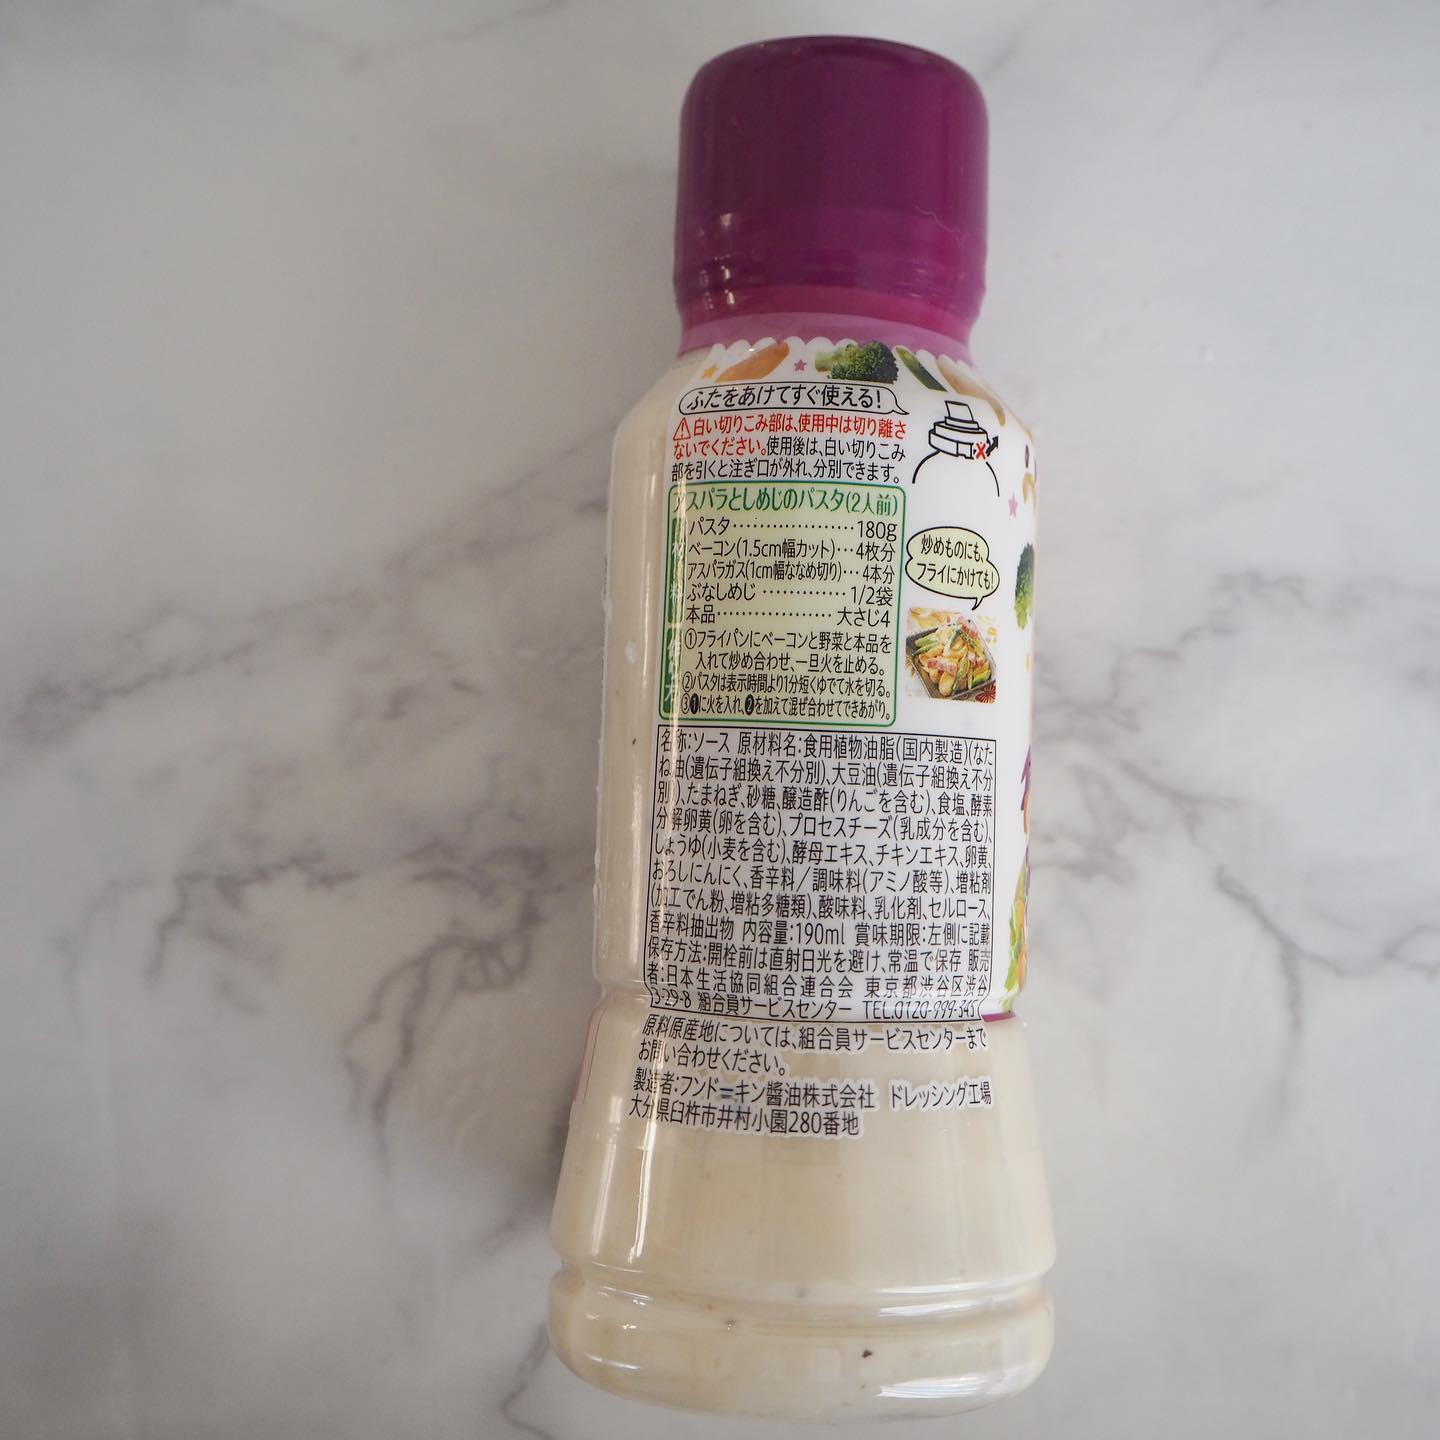 ふたをあけてすぐ使える!
⚠白い切りこみ部は、使用中は切り離さ
ないでください。使用後は、白い切りこみ
部を引くと注ぎ口が外れ、分別できます。
アスパラとしめじのパスタ(2人前)
パスタ‥‥‥‥‥‥‥180g
ベーコン(1.5cm幅カット)…4枚分
アスパラガス(1cm幅ななめ切り)…4本分
ぶなしめじ ‥‥‥‥‥ 1/2袋
本品‥‥‥‥‥‥‥ 大さじ4
①フライパンにベーコンと野菜と本品を
入れて炒め合わせ、一旦火を止める。
②パスタは表示時間より1分短くゆでて水を切る。
③❶に火を入れ、❷を加えて混ぜ合わせてできあがり。
炒めものにも、
フライにかけても!
名称:ソース 原材料名:食用植物油脂(国内製造)(なた
ね油(遺伝子組換え不分別)、大豆油(遺伝子組換え不分
別)、たまねぎ、砂糖、醸造酢(りんごを含む)、食塩、酵素
分解卵黄(卵を含む)、プロセスチーズ(乳成分を含む)、
しょうゆ(小麦を含む)、酵母エキス、チキンエキス、卵黄、
おろしにんにく、香辛料/調味料(アミノ酸等)、増粘剤
(加工でん粉、増粘多糖類)、酸味料、乳化剤、セルロース、
香辛料抽出物 内容量:190ml 賞味期限:左側に記載
保存方法:開栓前は直射日光を避け、常温で保存 販売
者:日本生活協同組合連合会 東京都渋谷区渋谷
3-29-8 組合員サービスセンター TEL.0120-999-345
原料原産地については、組合員サービスセンターまで
お問い合わせください。
製造者:フンドーキン醬油株式会社 ドレッシング工場
大分県臼杵市井村小園280番地